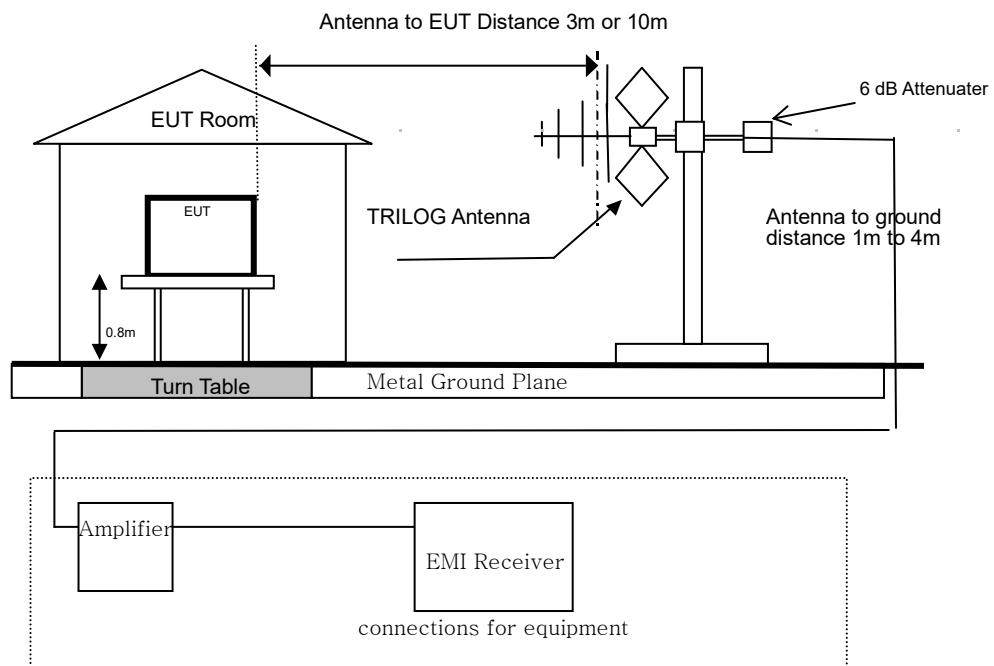 Antenna to EUT Distance 3m or 10m
6 dB Attenuater
EUT Room
EUT
TRILOG Antenna
Antenna to ground
distance 1m to 4m
0.8m
Turn Table
Metal Ground Plane
Amplifier
EMI Receiver
connections for equipment